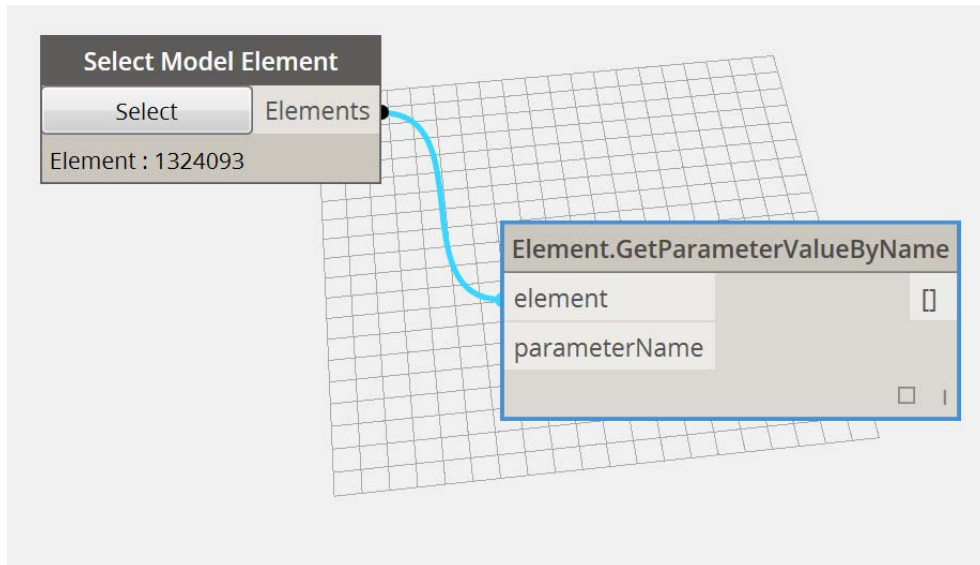 Select Model Element
Select
Elements
Element : 1324093
Element.GetParameterValueByName
element
[]
parameterName
l